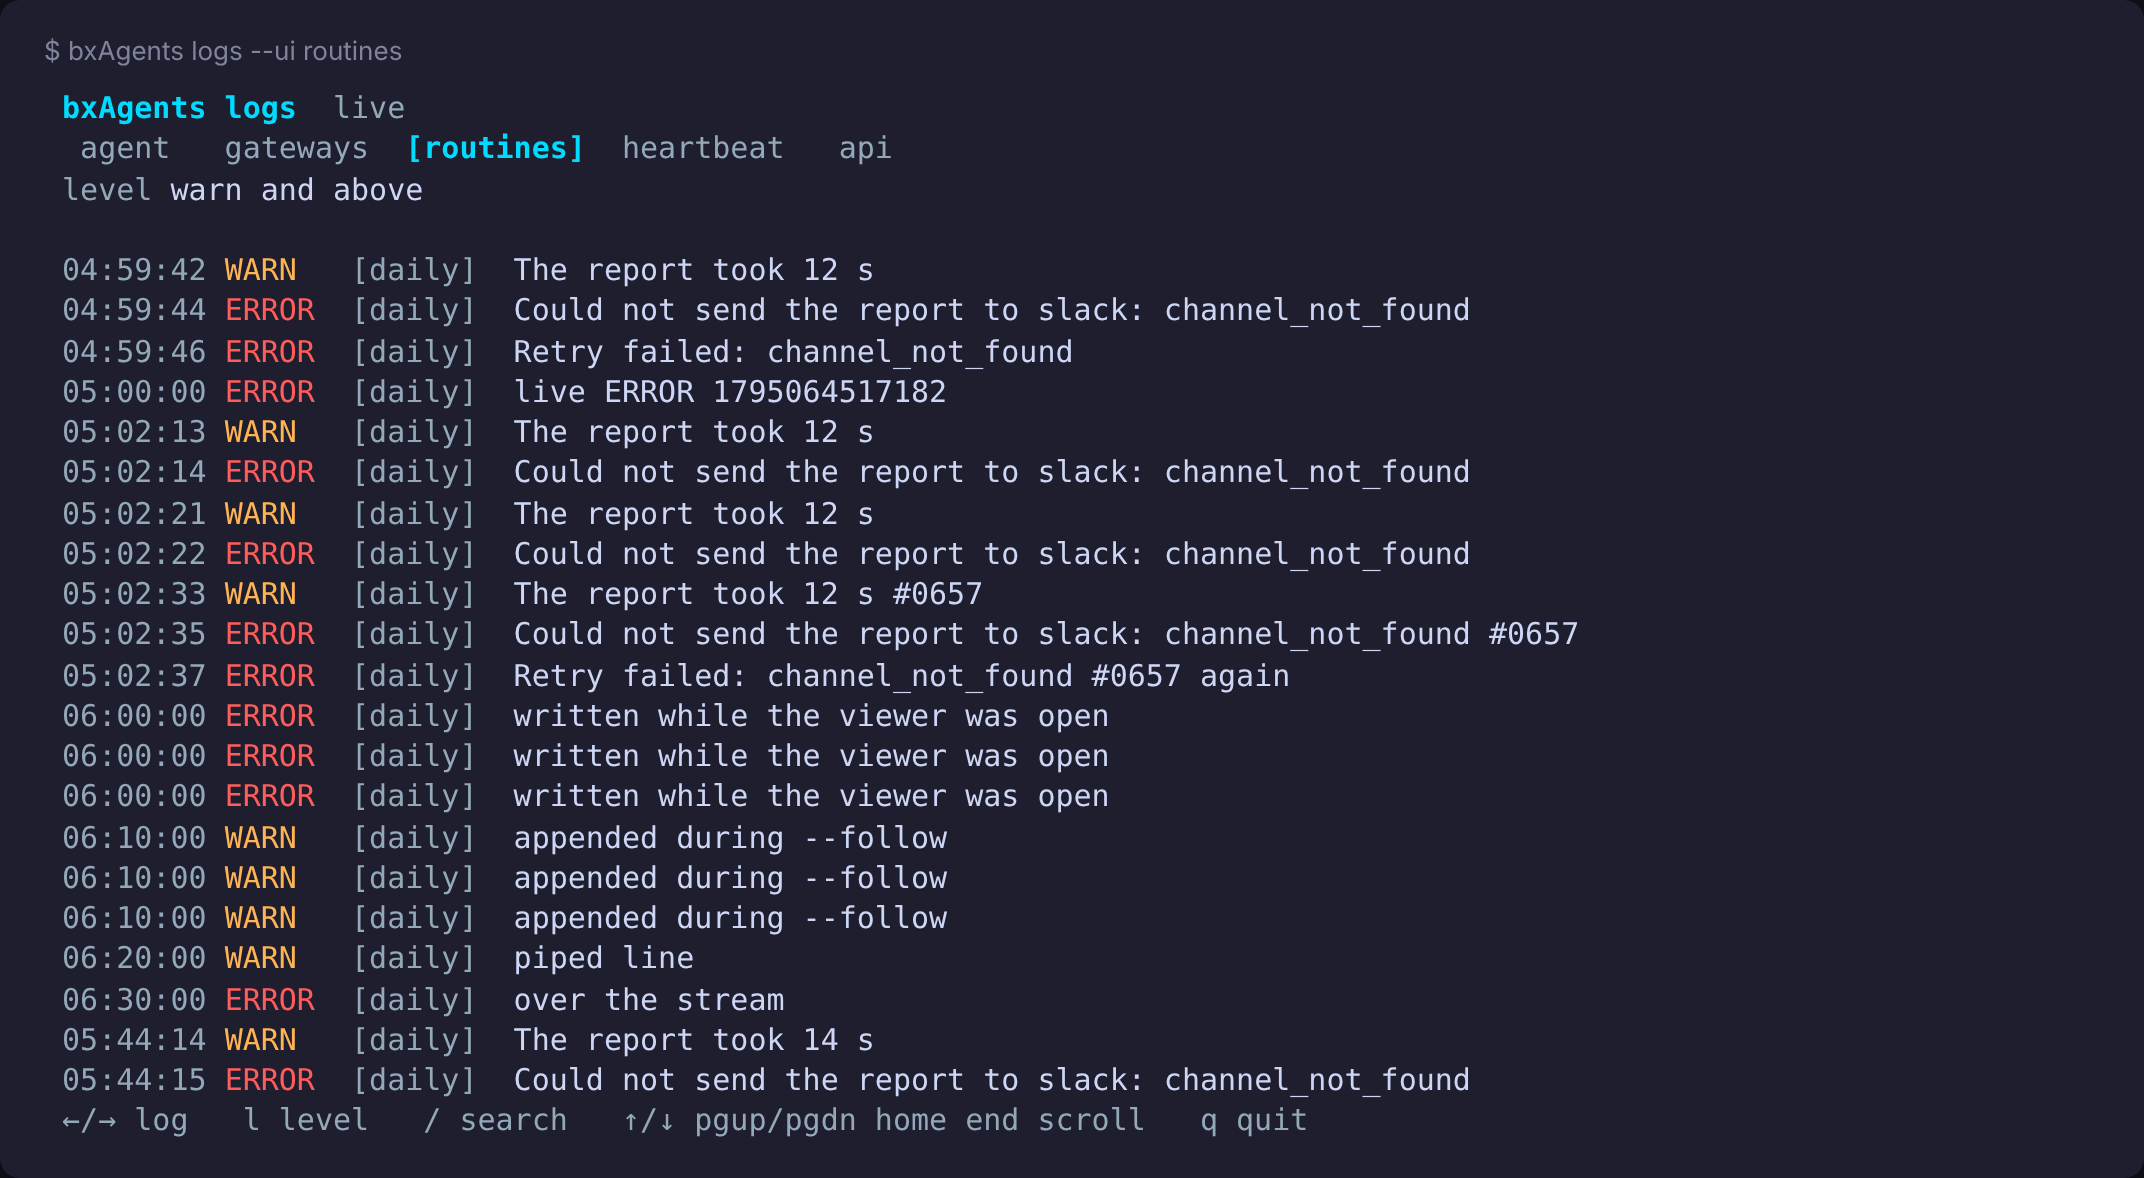 $ bxAgents logs --ui routines
bxAgents logs  live
agent   gateways  [routines]  heartbeat   api
level warn and above
04:59:42 WARN   [daily]  The report took 12 s
04:59:44 ERROR  [daily]  Could not send the report to slack: channel_not_found
04:59:46 ERROR  [daily]  Retry failed: channel_not_found
05:00:00 ERROR  [daily]  live ERROR 1795064517182
05:02:13 WARN   [daily]  The report took 12 s
05:02:14 ERROR  [daily]  Could not send the report to slack: channel_not_found
05:02:21 WARN   [daily]  The report took 12 s
05:02:22 ERROR  [daily]  Could not send the report to slack: channel_not_found
05:02:33 WARN   [daily]  The report took 12 s #0657
05:02:35 ERROR  [daily]  Could not send the report to slack: channel_not_found #0657
05:02:37 ERROR  [daily]  Retry failed: channel_not_found #0657 again
06:00:00 ERROR  [daily]  written while the viewer was open
06:00:00 ERROR  [daily]  written while the viewer was open
06:00:00 ERROR  [daily]  written while the viewer was open
06:10:00 WARN   [daily]  appended during --follow
06:10:00 WARN   [daily]  appended during --follow
06:10:00 WARN   [daily]  appended during --follow
06:20:00 WARN   [daily]  piped line
06:30:00 ERROR  [daily]  over the stream
05:44:14 WARN   [daily]  The report took 14 s
05:44:15 ERROR  [daily]  Could not send the report to slack: channel_not_found
←/→ log   l level   / search   ↑/↓ pgup/pgdn home end scroll   q quit